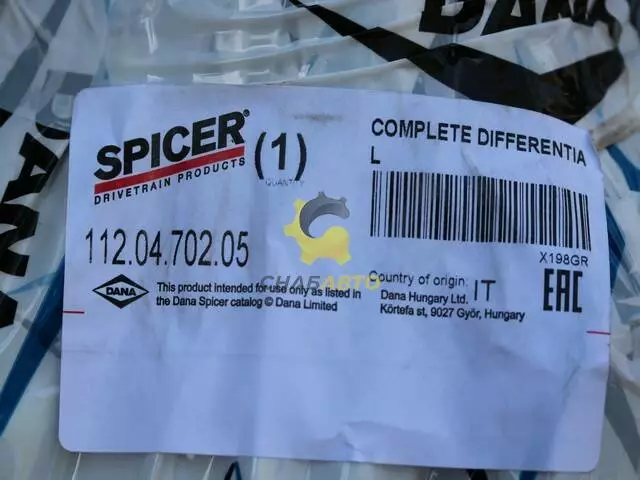 DANA
DANA
SPICER®
DRIVETRAIN PRODUCTS
(1)
QUANTITY
COMPLETE DIFFERENTIA
L
X198GR
112.04.702.05
СНАБАВТО
DANA
This product intended for use only as listed in
the Dana Spicer catalog © Dana Limited
Country of origin: IT
Dana Hungary Ltd.
Körtefa st, 9027 Győr, Hungary
EAC